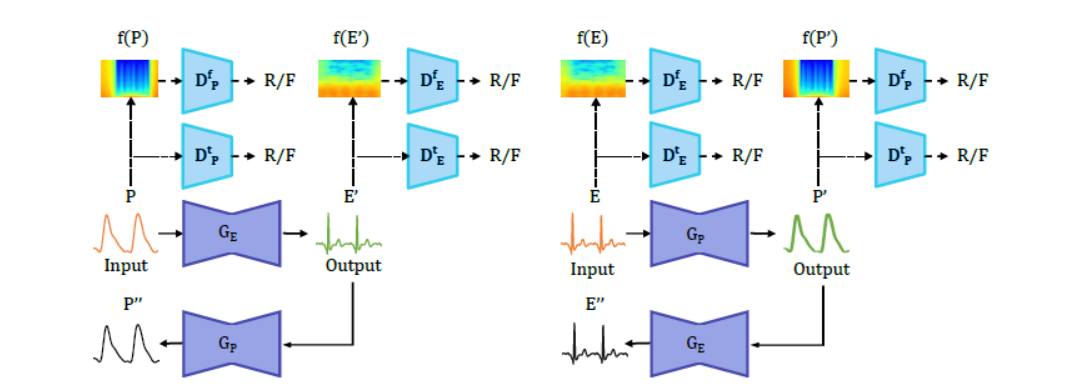 f(P) f(E') f(E) f(P')
D^f_P R/F D^f_E R/F D^f_E R/F D^f_P R/F
D^t_P R/F D^t_E R/F D^t_E R/F D^t_P R/F
P E' E P'
G_E G_P
Input Output Input Output
P" E"
G_P G_E